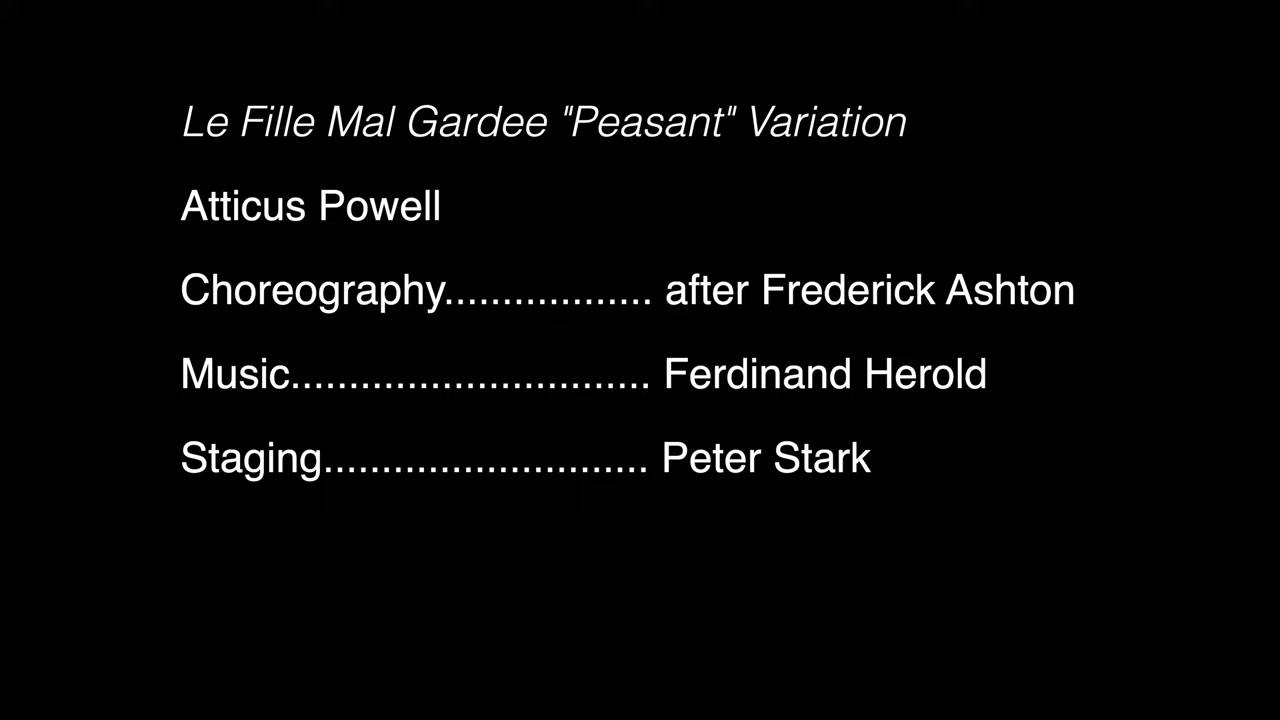 Le Fille Mal Gardee "Peasant" Variation
Atticus Powell
Choreography.................. after Frederick Ashton
Music............................... Ferdinand Herold
Staging............................ Peter Stark